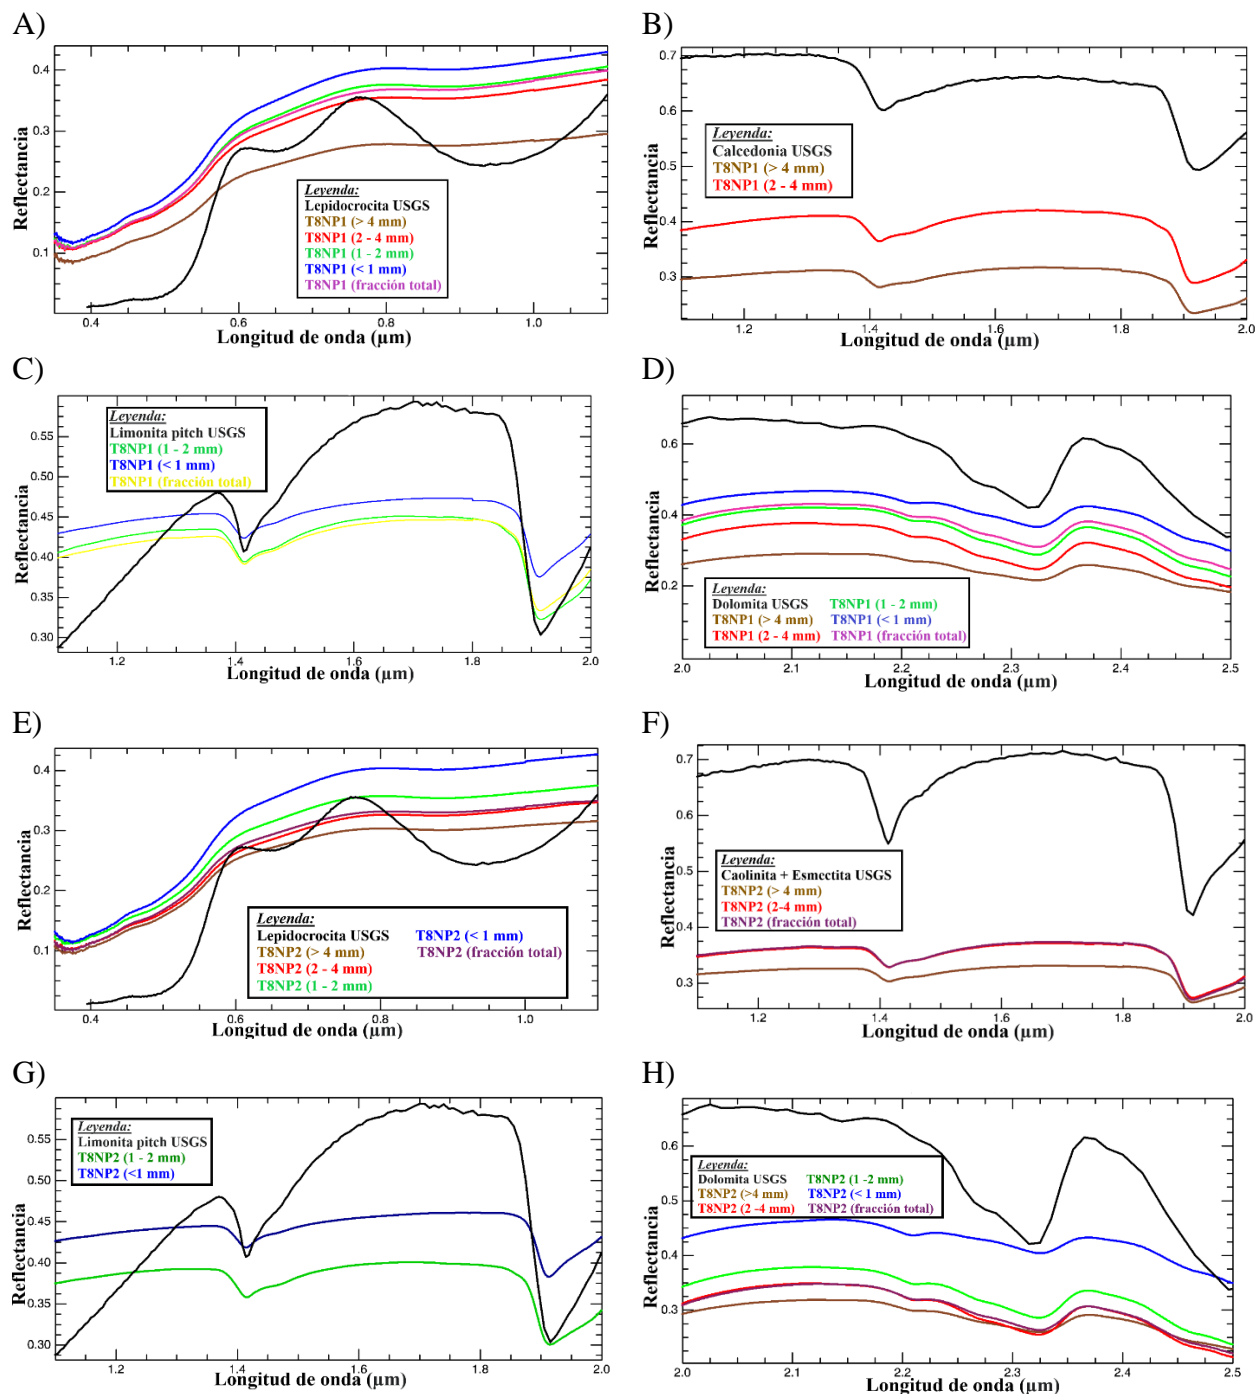 A)
0.4
0.3
0.2
0.1
Reflectancia
Leyenda:
Lepidocrocita USGS
T8NP1 (> 4 mm)
T8NP1 (2 - 4 mm)
T8NP1 (1 - 2 mm)
T8NP1 (< 1 mm)
T8NP1 (fracción total)
0.4 0.6 0.8 1.0
Longitud de onda (µm)
B)
0.7
0.6
0.5
0.4
0.3
Reflectancia
Leyenda:
Calcedonia USGS
T8NP1 (> 4 mm)
T8NP1 (2 - 4 mm)
1.2 1.4 1.6 1.8 2.0
Longitud de onda (µm)
C)
0.55
0.50
0.45
0.40
0.35
0.30
Reflectancia
Leyenda:
Limonita pitch USGS
T8NP1 (1 - 2 mm)
T8NP1 (< 1 mm)
T8NP1 (fracción total)
1.2 1.4 1.6 1.8 2.0
Longitud de onda (µm)
D)
0.6
0.4
0.2
Reflectancia
Leyenda:
Dolomita USGS T8NP1 (1 - 2 mm)
T8NP1 (> 4 mm) T8NP1 (< 1 mm)
T8NP1 (2 - 4 mm) T8NP1 (fracción total)
2.0 2.1 2.2 2.3 2.4 2.5
Longitud de onda (µm)
E)
0.4
0.3
0.2
0.1
Reflectancia
Leyenda:
Lepidocrocita USGS T8NP2 (< 1 mm)
T8NP2 (> 4 mm) T8NP2 (fracción total)
T8NP2 (2 - 4 mm)
T8NP2 (1 - 2 mm)
0.4 0.6 0.8 1.0
Longitud de onda (µm)
F)
0.7
0.6
0.5
0.4
0.3
Reflectancia
Leyenda:
Caolinita + Esmectita USGS
T8NP2 (> 4 mm)
T8NP2 (2-4 mm)
T8NP2 (fracción total)
1.2 1.4 1.6 1.8 2.0
Longitud de onda (µm)
G)
0.55
0.50
0.45
0.40
0.35
0.30
Reflectancia
Leyenda:
Limonita pitch USGS
T8NP2 (1 - 2 mm)
T8NP2 (<1 mm)
1.2 1.4 1.6 1.8 2.0
Longitud de onda (µm)
H)
0.6
0.5
0.4
0.3
Reflectancia
Leyenda:
Dolomita USGS T8NP2 (1 -2 mm)
T8NP2 (>4 mm) T8NP2 (< 1 mm)
T8NP2 (2 -4 mm) T8NP2 (fracción total)
2.0 2.1 2.2 2.3 2.4 2.5
Longitud de onda (µm)